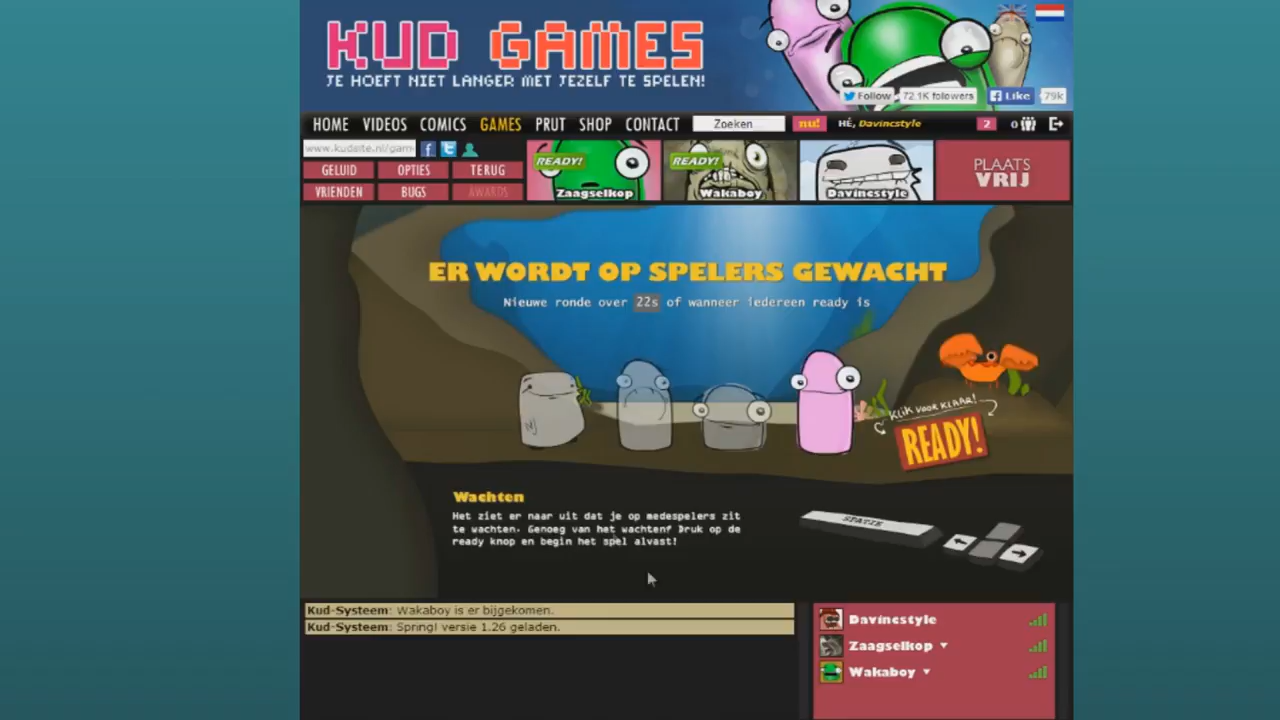 KUD GAMES
JE HOEFT NIET LANGER MET JEZELF TE SPELEN!
Follow 72.1K folowers Like 79k
HOME VIDEOS COMICS GAMES PRUT SHOP CONTACT Zoeken nu! HÉ, Davincstyle 2 0
www.kudsite.nl/gam
GELUID OPTIES TERUG
VRIENDEN BUGS AWARDS
READY! Zaagselkop
READY! Wakaboy
Davincstyle
PLAATS
VRIJ
ER WORDT OP SPELERS GEWACHT
Nieuwe ronde over 22s of wanneer iedereen ready is
KLIK VOOR KLAAR!
READY!
Wachten
Het ziet er naar uit dat je op medespelers zit
te wachten. Genoeg van het wachten? Druk op de
ready knop en begin het spel alvast!
SPATIE
Kud-Systeem: Wakaboy is er bijgekomen.
Kud-Systeem: Spring! versie 1.26 geladen.
Davincstyle
Zaagselkop
Wakaboy